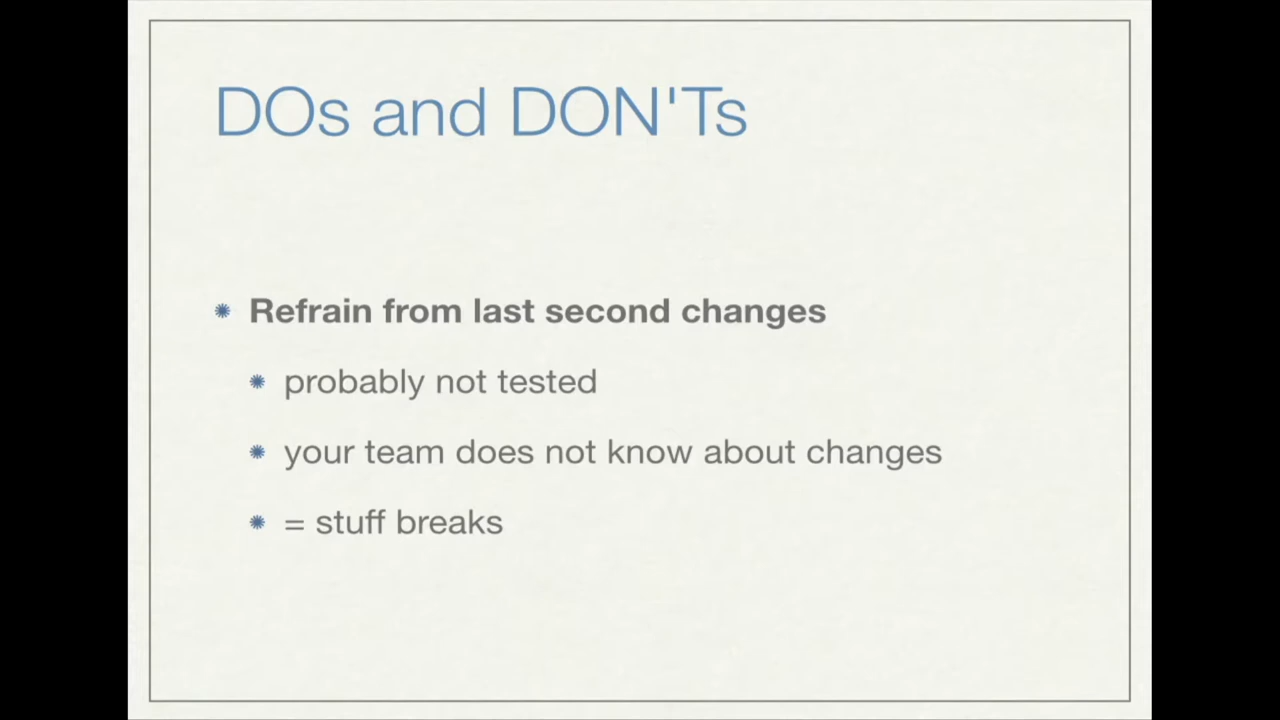 DOs and DON'Ts
Refrain from last second changes
probably not tested
your team does not know about changes
= stuff breaks